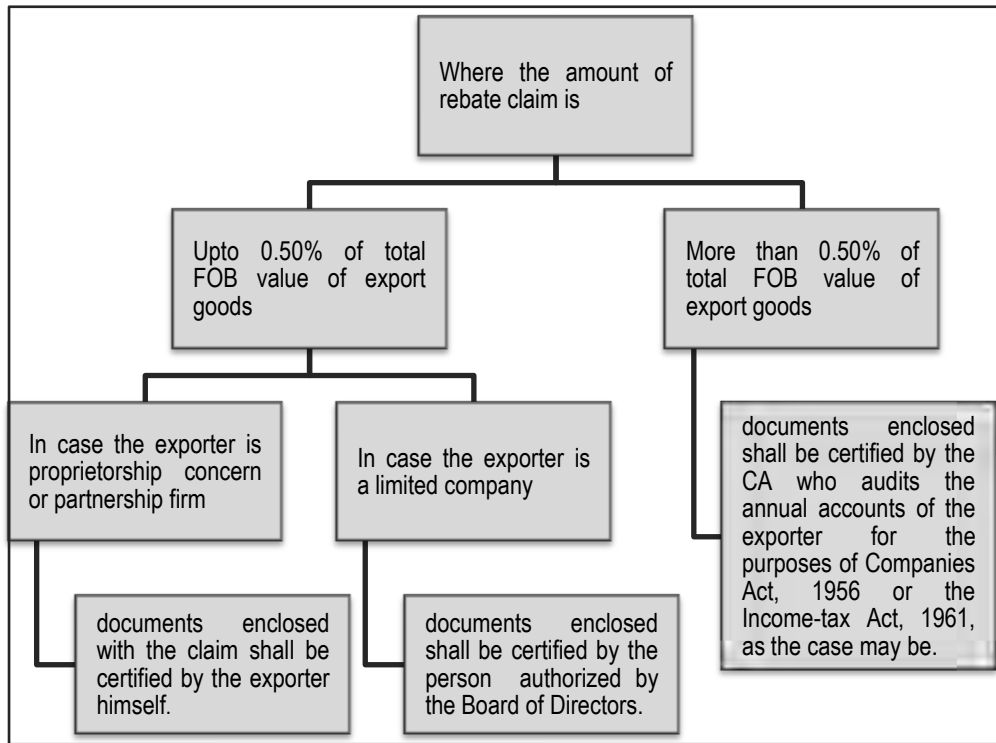 Where the amount of
rebate claim is
Upto 0.50% of total
FOB value of export
goods
More than 0.50% of
total FOB value of
export goods
In case the exporter is
proprietorship concern
or partnership firm
In case the exporter is
a limited company
documents enclosed
shall be certified by the
CA who audits the
annual accounts of the
exporter for the
purposes of Companies
Act, 1956 or the
Income-tax Act, 1961,
as the case may be.
documents enclosed
with the claim shall be
certified by the exporter
himself.
documents enclosed
shall be certified by the
person authorized by
the Board of Directors.